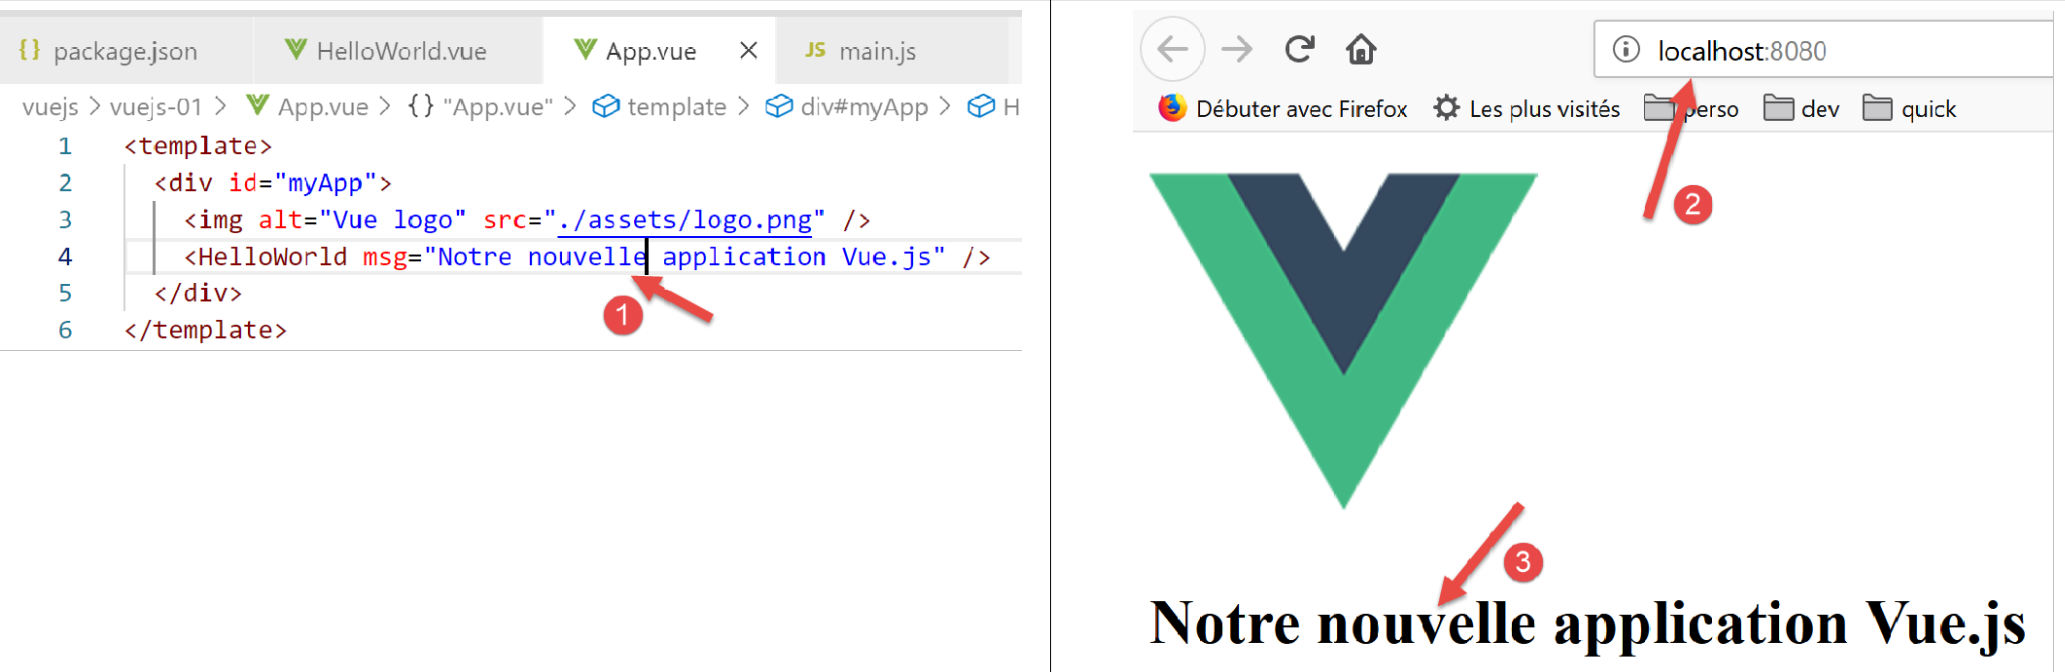 {} package.json HelloWorld.vue App.vue × JS main.js
vuejs > vuejs-01 > App.vue > {} "App.vue" > template > div#myApp > H
1 <template>
2 <div id="myApp">
3 <img alt="Vue logo" src="./assets/logo.png" />
4 <HelloWorld msg="Notre nouvelle application Vue.js" />
5 </div>
6 </template>
1
localhost:8080
Débuter avec Firefox Les plus visités perso dev quick
2
3
Notre nouvelle application Vue.js